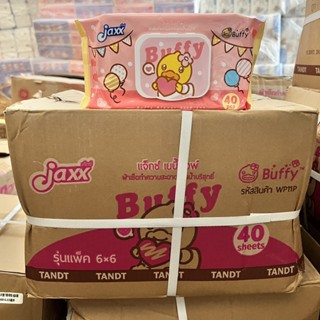 jaxx
Buffy
Buffy
40
PCS
jaxx
แจ็กซ์ เบบี้ ไวพ์
Buffy
Buffy
รหัสสินค้า WP11P
40
sheets
รุ่นแพ็ค 6×6
TANDT TANDT TANDT TANDT